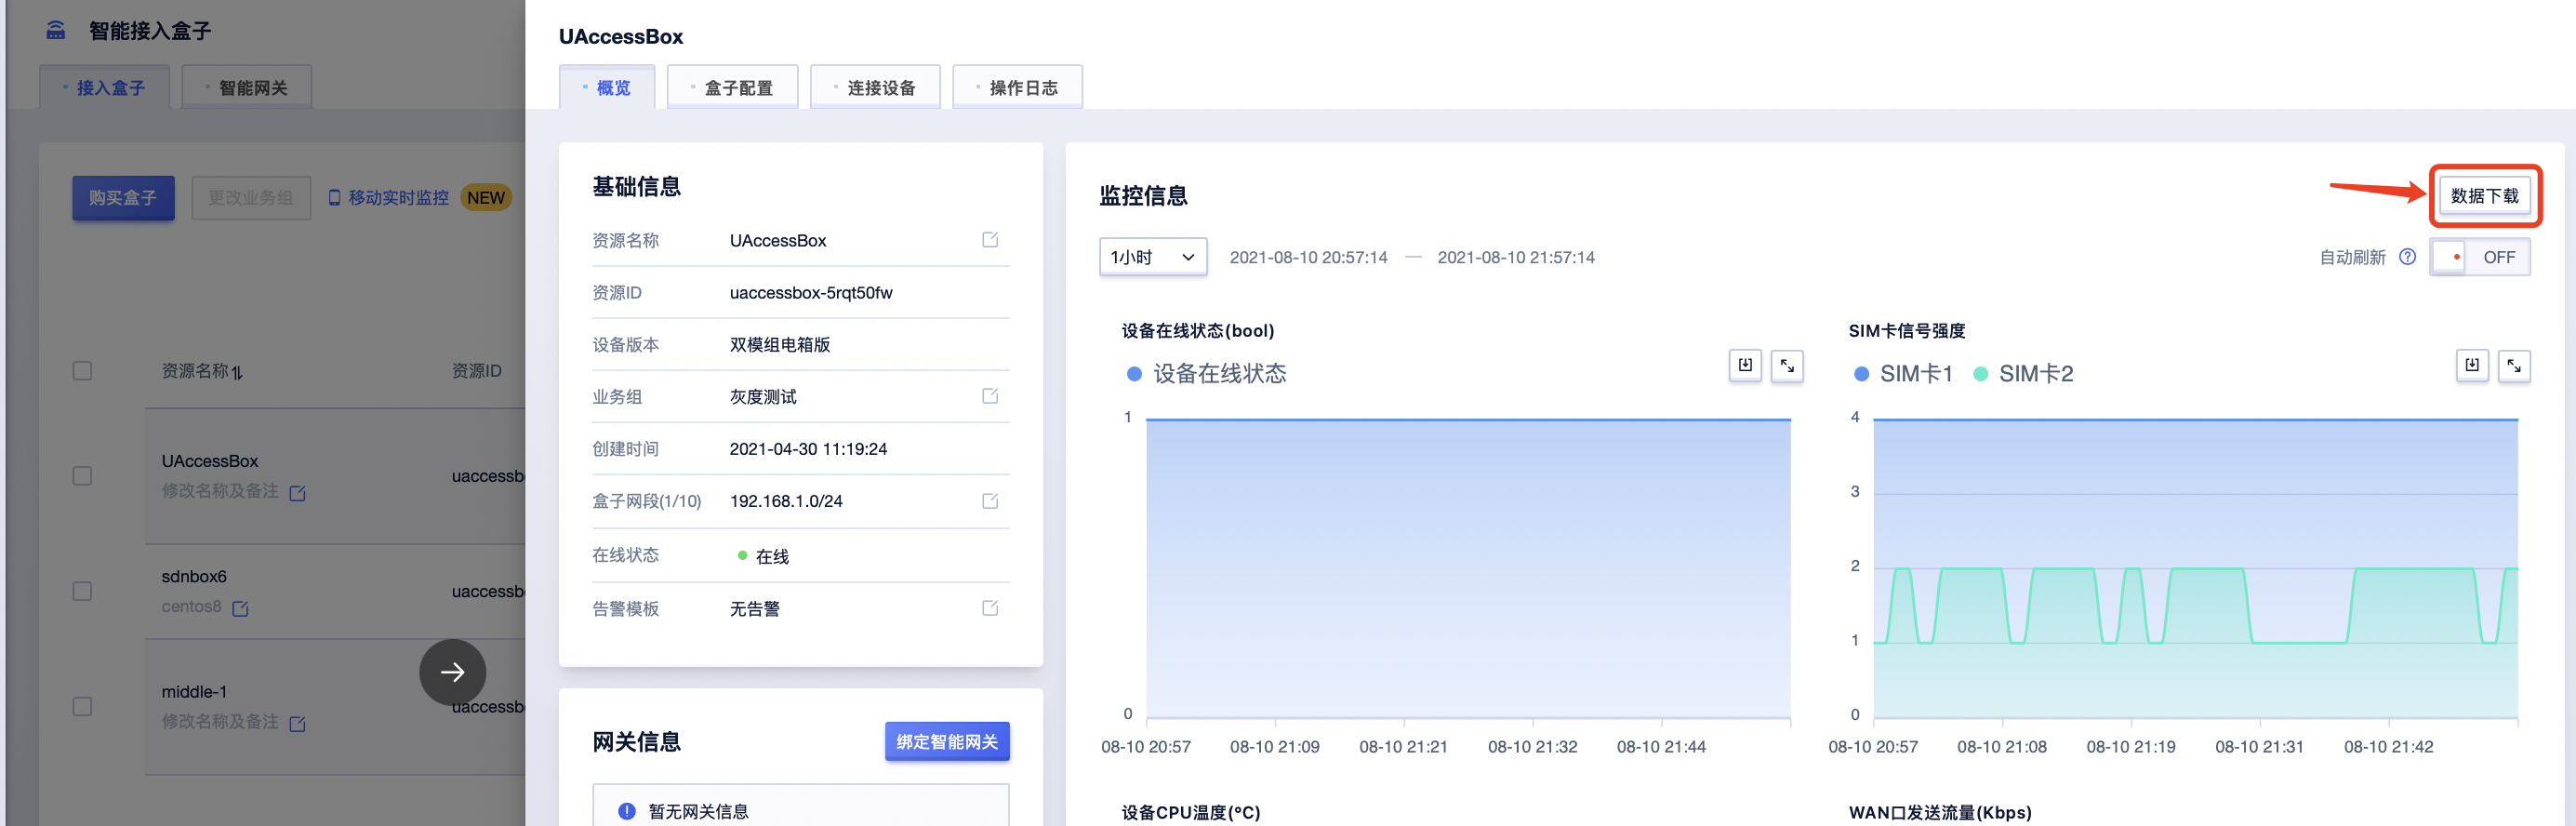 智能接入盒子
接入盒子
智能网关
购买盒子
更改业务组
移动实时监控
NEW
资源名称
资源ID
UAccessBox
修改名称及备注
uaccessb
sdnbox6
centos8
uaccessb
middle-1
修改名称及备注
uaccessb
UAccessBox
概览
盒子配置
连接设备
操作日志
基础信息
资源名称 UAccessBox
资源ID uaccessbox-5rqt50fw
设备版本 双模组电箱版
业务组 灰度测试
创建时间 2021-04-30 11:19:24
盒子网段(1/10) 192.168.1.0/24
在线状态 在线
告警模板 无告警
网关信息
绑定智能网关
暂无网关信息
监控信息
数据下载
1小时
2021-08-10 20:57:14 — 2021-08-10 21:57:14
自动刷新
OFF
设备在线状态(bool)
设备在线状态
1
0
08-10 20:57 08-10 21:09 08-10 21:21 08-10 21:32 08-10 21:44
SIM卡信号强度
SIM卡1 SIM卡2
4
3
2
1
0
08-10 20:57 08-10 21:08 08-10 21:19 08-10 21:31 08-10 21:42
设备CPU温度(°C)
WAN口发送流量(Kbps)